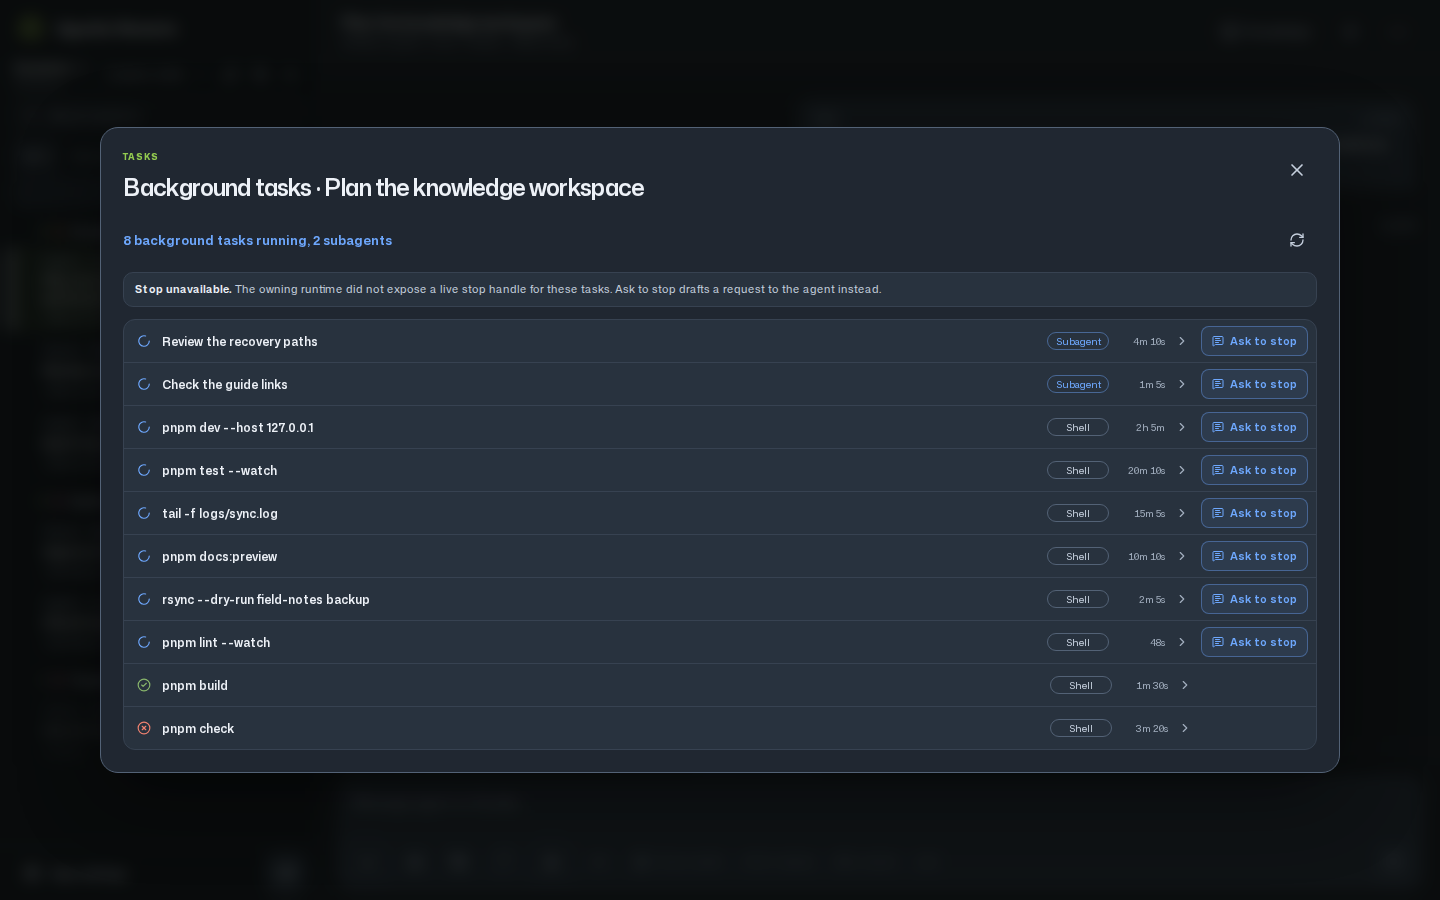 TASKS
Background tasks · Plan the knowledge workspace
8 background tasks running, 2 subagents
Stop unavailable. The owning runtime did not expose a live stop handle for these tasks. Ask to stop drafts a request to the agent instead.
Review the recovery paths Subagent 4m 10s Ask to stop
Check the guide links Subagent 1m 5s Ask to stop
pnpm dev --host 127.0.0.1 Shell 2h 5m Ask to stop
pnpm test --watch Shell 20m 10s Ask to stop
tail -f logs/sync.log Shell 15m 5s Ask to stop
pnpm docs:preview Shell 10m 10s Ask to stop
rsync --dry-run field-notes backup Shell 2m 5s Ask to stop
pnpm lint --watch Shell 48s Ask to stop
pnpm build Shell 1m 30s
pnpm check Shell 3m 20s